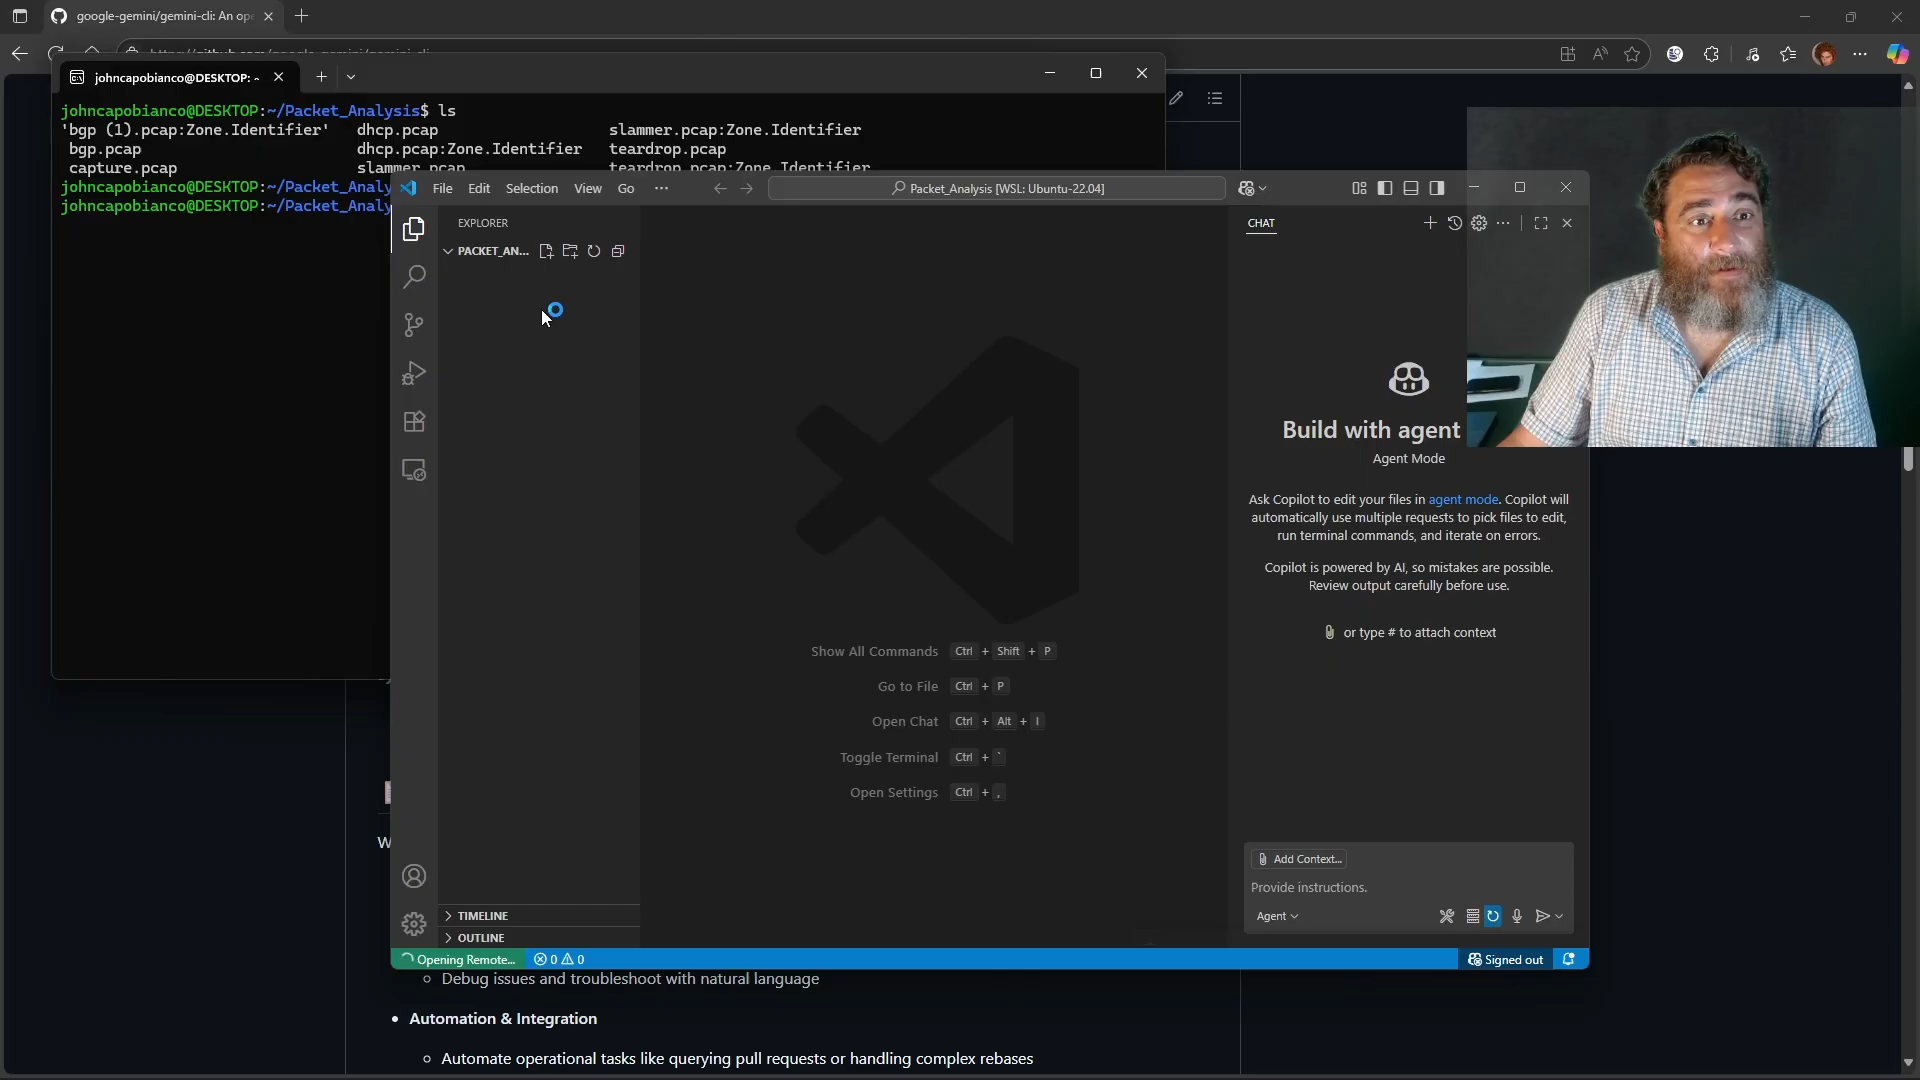 google-gemini/gemini-cli: An op
johncapobianco@DESKTOP: ~
johncapobianco@DESKTOP:~/Packet_Analysis$ ls
'bgp (1).pcap:Zone.Identifier' dhcp.pcap slammer.pcap:Zone.Identifier
bgp.pcap dhcp.pcap:Zone.Identifier teardrop.pcap
capture.pcap slammer.pcap teardrop.pcap:Zone.Identifier
johncapobianco@DESKTOP:~/Packet_Analy
johncapobianco@DESKTOP:~/Packet_Analy
File Edit Selection View Go ··· Packet_Analysis [WSL: Ubuntu-22.04]
EXPLORER
PACKET_AN...
CHAT
Build with agent
Agent Mode
Ask Copilot to edit your files in agent mode. Copilot will
automatically use multiple requests to pick files to edit,
run terminal commands, and iterate on errors.
Copilot is powered by AI, so mistakes are possible.
Review output carefully before use.
or type # to attach context
Show All Commands Ctrl + Shift + P
Go to File Ctrl + P
Open Chat Ctrl + Alt + I
Toggle Terminal Ctrl + `
Open Settings Ctrl + ,
Add Context...
Provide instructions.
Agent
TIMELINE
OUTLINE
Opening Remote... 0 0 Signed out
W
Debug issues and troubleshoot with natural language
• Automation & Integration
Automate operational tasks like querying pull requests or handling complex rebases